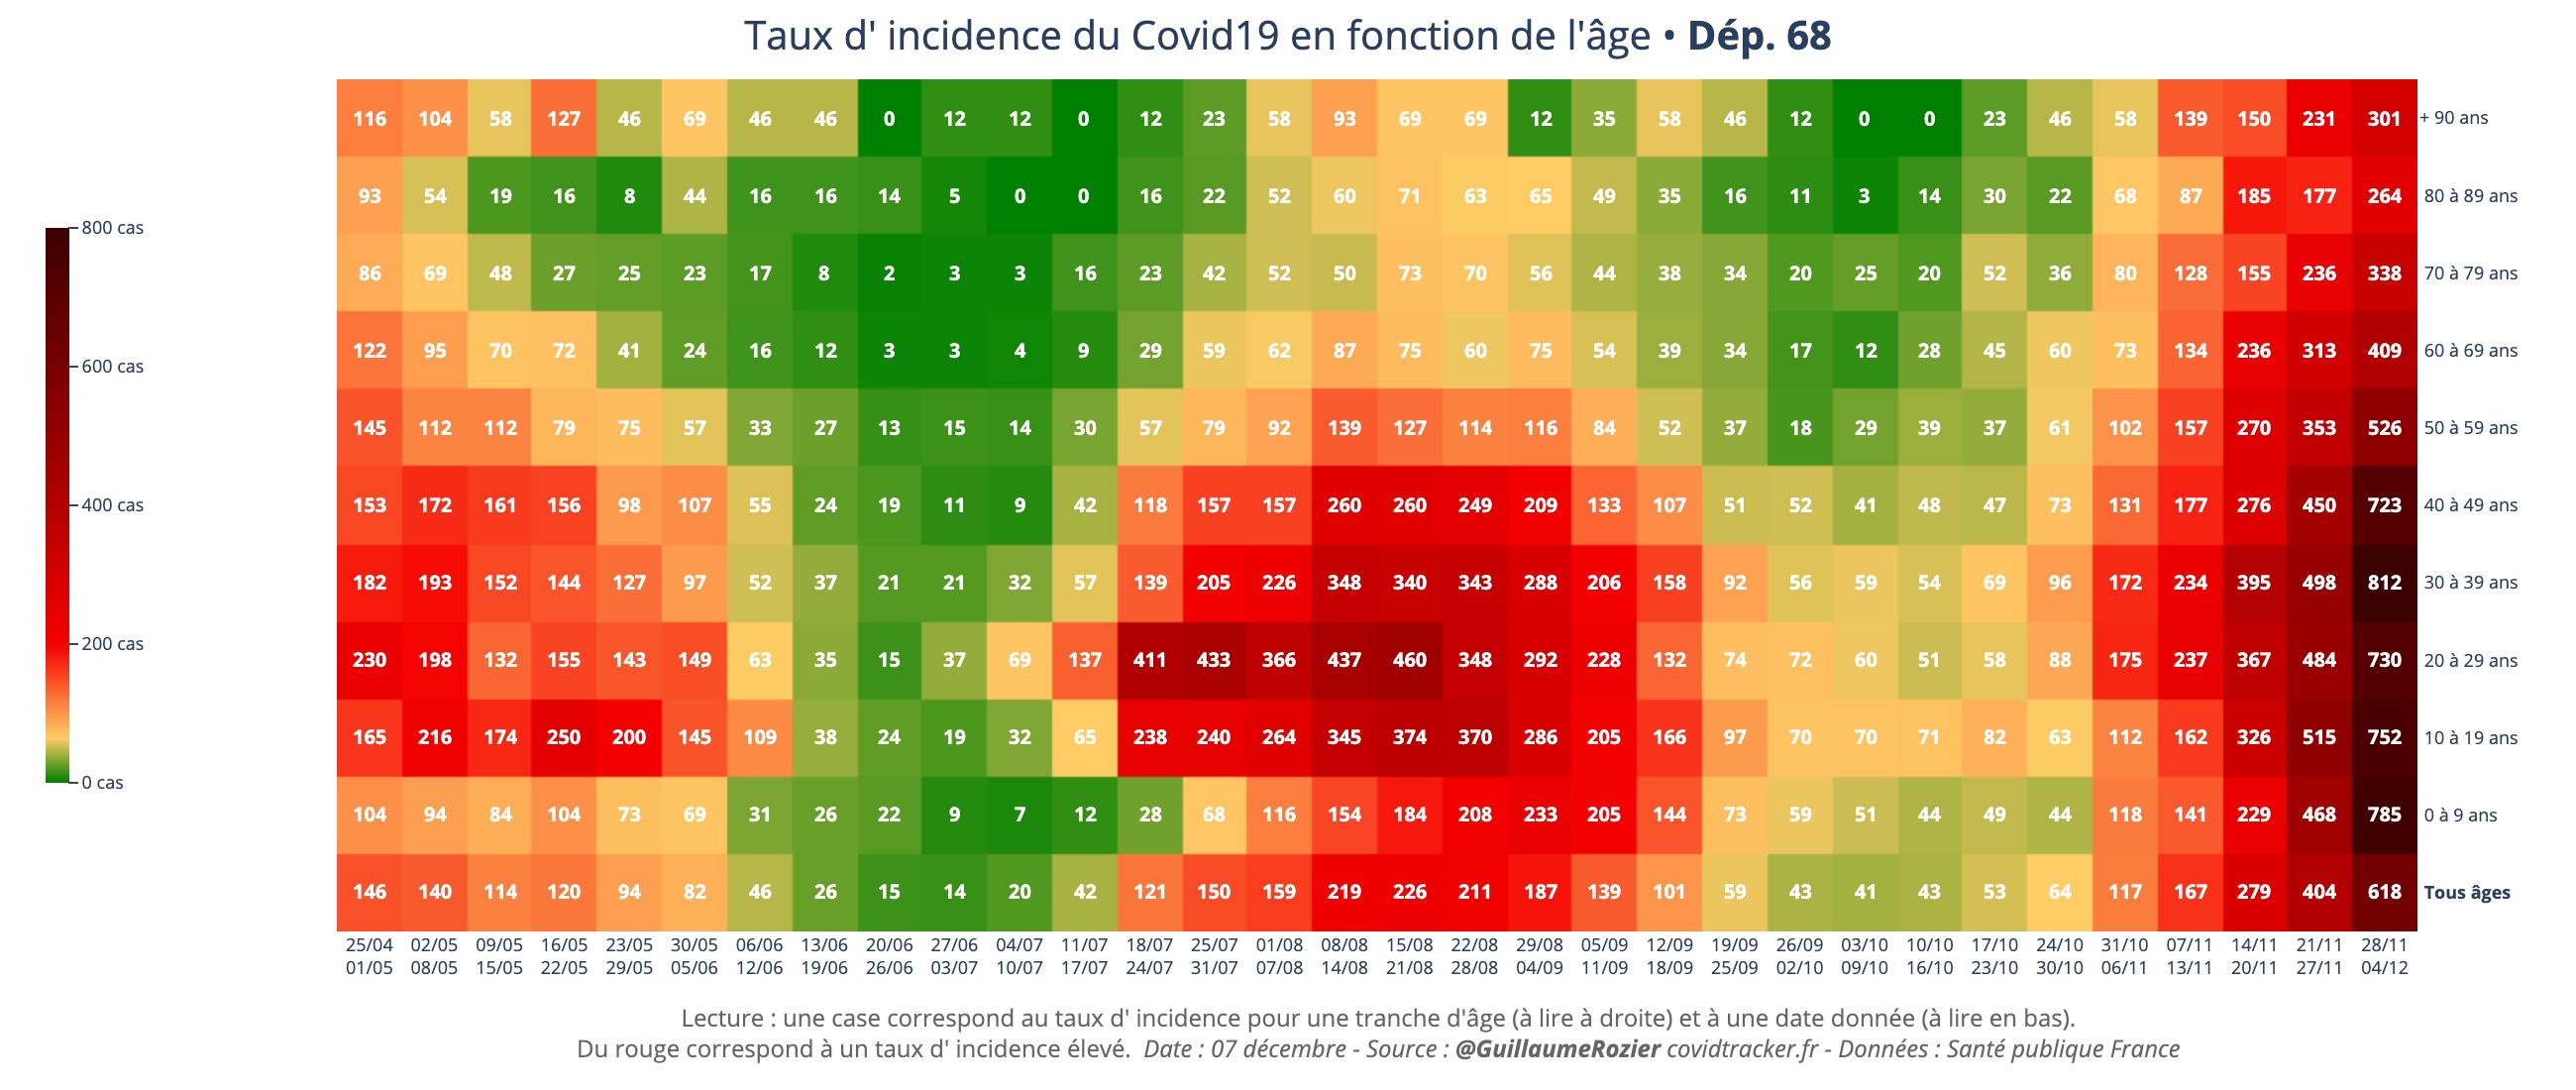 Taux d' incidence du Covid19 en fonction de l'âge • Dép. 68
800 cas
600 cas
400 cas
200 cas
0 cas
116 104 58 127 46 69 46 46 0 12 12 0 12 23 58 93 69 69 12 35 58 46 12 0 0 23 46 58 139 150 231 301 + 90 ans
93 54 19 16 8 44 16 16 14 5 0 0 16 22 52 60 71 63 65 49 35 16 11 3 14 30 22 68 87 185 177 264 80 à 89 ans
86 69 48 27 25 23 17 8 2 3 3 16 23 42 52 50 73 70 56 44 38 34 20 25 20 52 36 80 128 155 236 338 70 à 79 ans
122 95 70 72 41 24 16 12 3 3 4 9 29 59 62 87 75 60 75 54 39 34 17 12 28 45 60 73 134 236 313 409 60 à 69 ans
145 112 112 79 75 57 33 27 13 15 14 30 57 79 92 139 127 114 116 84 52 37 18 29 39 37 61 102 157 270 353 526 50 à 59 ans
153 172 161 156 98 107 55 24 19 11 9 42 118 157 157 260 260 249 209 133 107 51 52 41 48 47 73 131 177 276 450 723 40 à 49 ans
182 193 152 144 127 97 52 37 21 21 32 57 139 205 226 348 340 343 288 206 158 92 56 59 54 69 96 172 234 395 498 812 30 à 39 ans
230 198 132 155 143 149 63 35 15 37 69 137 411 433 366 437 460 348 292 228 132 74 72 60 51 58 88 175 237 367 484 730 20 à 29 ans
165 216 174 250 200 145 109 38 24 19 32 65 238 240 264 345 374 370 286 205 166 97 70 70 71 82 63 112 162 326 515 752 10 à 19 ans
104 94 84 104 73 69 31 26 22 9 7 12 28 68 116 154 184 208 233 205 144 73 59 51 44 49 44 118 141 229 468 785 0 à 9 ans
146 140 114 120 94 82 46 26 15 14 20 42 121 150 159 219 226 211 187 139 101 59 43 41 43 53 64 117 167 279 404 618 Tous âges
25/04 02/05 09/05 16/05 23/05 30/05 06/06 13/06 20/06 27/06 04/07 11/07 18/07 25/07 01/08 08/08 15/08 22/08 29/08 05/09 12/09 19/09 26/09 03/10 10/10 17/10 24/10 31/10 07/11 14/11 21/11 28/11
01/05 08/05 15/05 22/05 29/05 05/06 12/06 19/06 26/06 03/07 10/07 17/07 24/07 31/07 07/08 14/08 21/08 28/08 04/09 11/09 18/09 25/09 02/10 09/10 16/10 23/10 30/10 06/11 13/11 20/11 27/11 04/12
Lecture : une case correspond au taux d' incidence pour une tranche d'âge (à lire à droite) et à une date donnée (à lire en bas).
Du rouge correspond à un taux d' incidence élevé. Date : 07 décembre - Source : @GuillaumeRozier covidtracker.fr - Données : Santé publique France